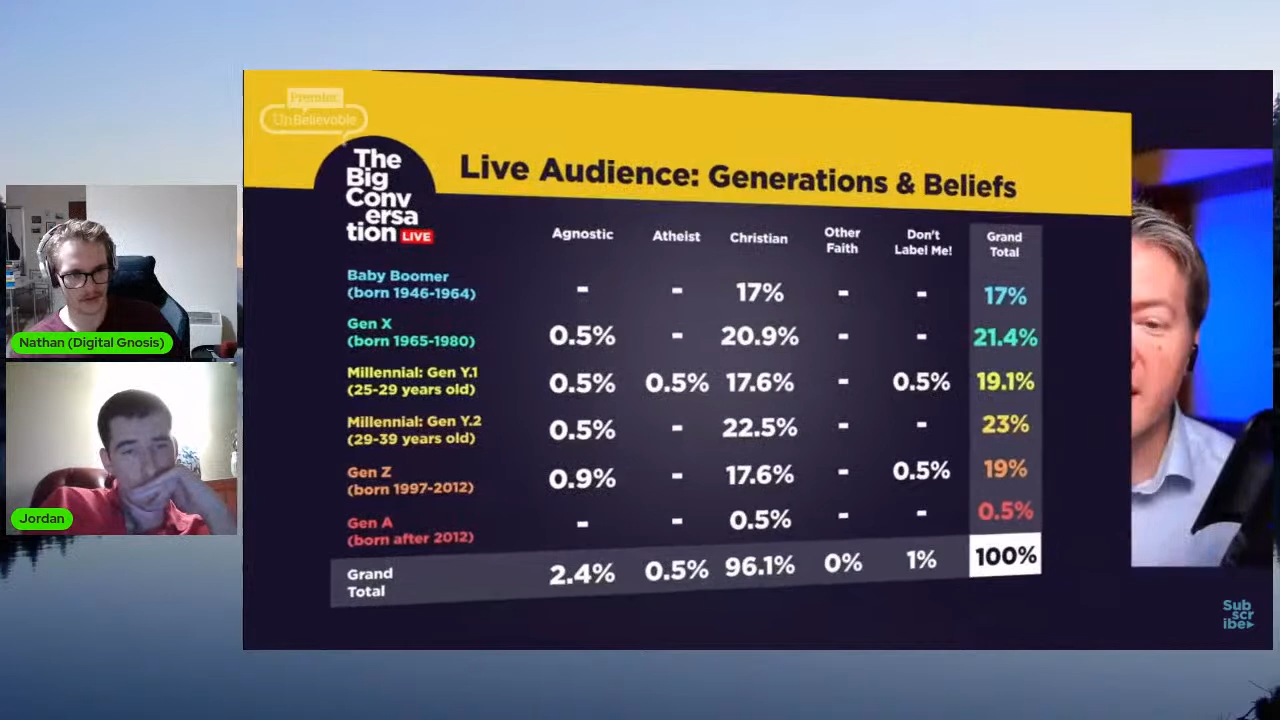 Premier
UnBelievable
The
Big
Conv
ersa
tion LIVE
Live Audience: Generations & Beliefs
Agnostic Atheist Christian Other Faith Don't Label Me! Grand Total
Baby Boomer
(born 1946-1964)
- - 17% - - 17%
Gen X
(born 1965-1980)
0.5% - 20.9% - - 21.4%
Millennial: Gen Y.1
(25-29 years old)
0.5% 0.5% 17.6% - 0.5% 19.1%
Millennial: Gen Y.2
(29-39 years old)
0.5% - 22.5% - - 23%
Gen Z
(born 1997-2012)
0.9% - 17.6% - 0.5% 19%
Gen A
(born after 2012)
- - 0.5% - - 0.5%
Grand
Total
2.4% 0.5% 96.1% 0% 1% 100%
Nathan (Digital Gnosis)
Jordan
Sub
scr
ibe